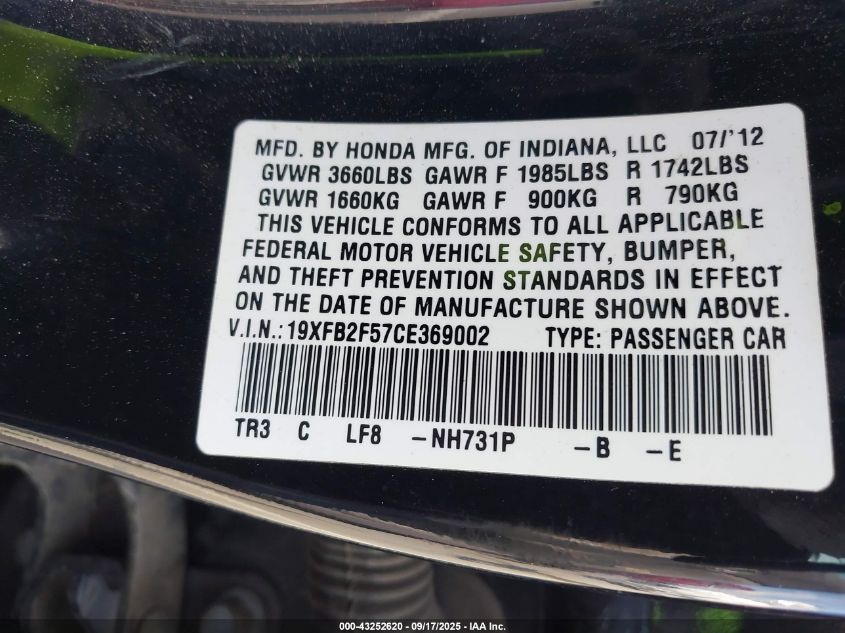 MFD. BY HONDA MFG. OF INDIANA, LLC 07/'12
GVWR 3660LBS GAWR F 1985LBS R 1742LBS
GVWR 1660KG GAWR F 900KG R 790KG
THIS VEHICLE CONFORMS TO ALL APPLICABLE
FEDERAL MOTOR VEHICLE SAFETY, BUMPER,
AND THEFT PREVENTION STANDARDS IN EFFECT
ON THE DATE OF MANUFACTURE SHOWN ABOVE.
V.I.N.: 19XFB2F57CE369002 TYPE: PASSENGER CAR
TR3 C LF8 -NH731P -B -E
000-43252620 - 09/17/2025 - IAA Inc.